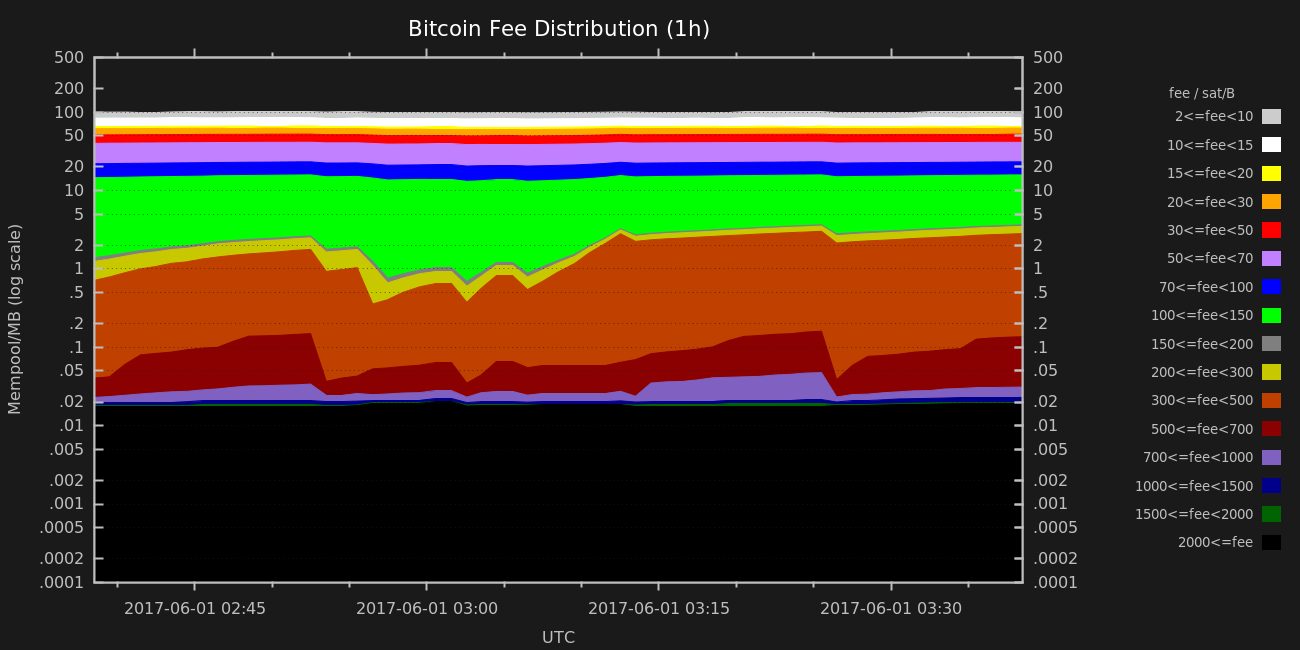 Bitcoin Fee Distribution (1h)
500 500
200 200
100 100
50 50
20 20
10 10
5 5
2 2
1 1
.5 .5
.2 .2
.1 .1
.05 .05
.02 .02
.01 .01
.005 .005
.002 .002
.001 .001
.0005 .0005
.0002 .0002
.0001 .0001
Mempool/MB (log scale)
2017-06-01 02:45 2017-06-01 03:00 2017-06-01 03:15 2017-06-01 03:30
UTC
fee / sat/B
2<=fee<10
10<=fee<15
15<=fee<20
20<=fee<30
30<=fee<50
50<=fee<70
70<=fee<100
100<=fee<150
150<=fee<200
200<=fee<300
300<=fee<500
500<=fee<700
700<=fee<1000
1000<=fee<1500
1500<=fee<2000
2000<=fee